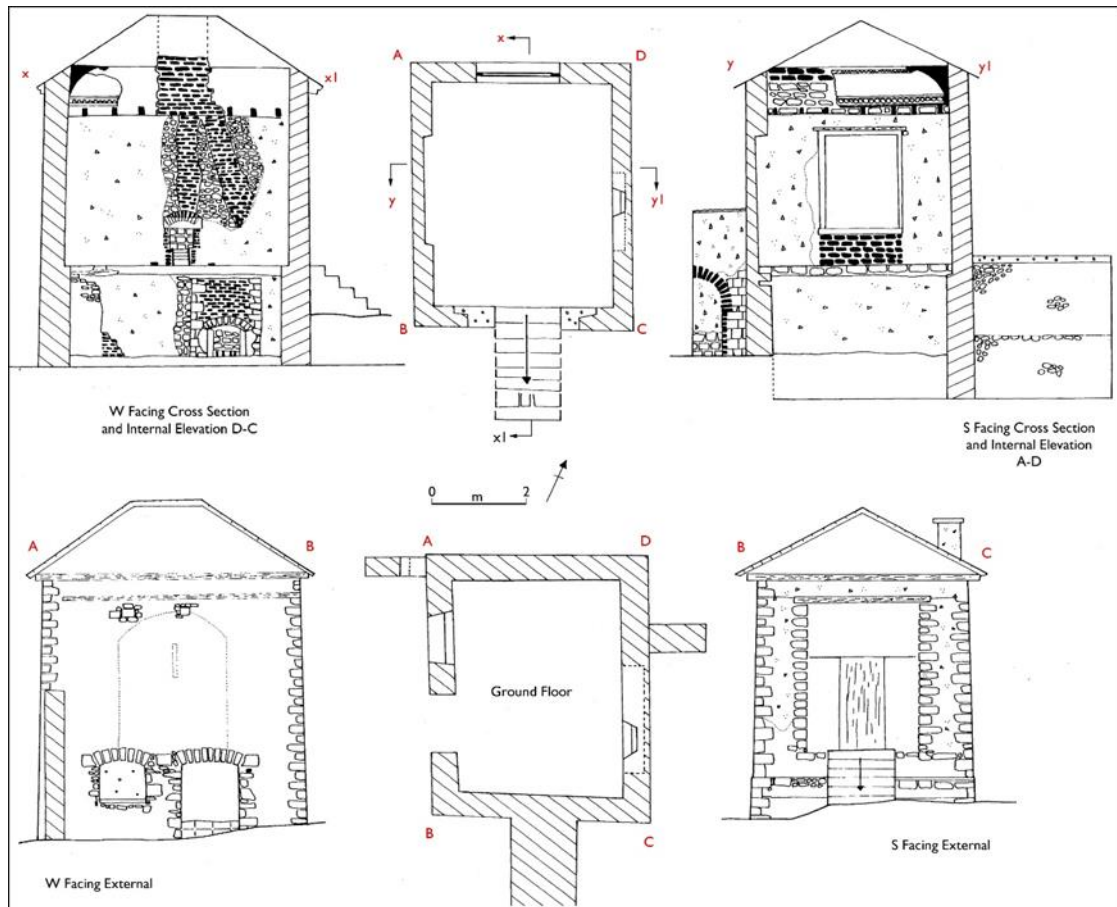 A
x
D
x
x1
y
y1
y
y1
B
C
x1
W Facing Cross Section
and Internal Elevation D-C
S Facing Cross Section
and Internal Elevation
A-D
0 m 2
A
B
A
D
B
C
Ground Floor
B
C
W Facing External
S Facing External